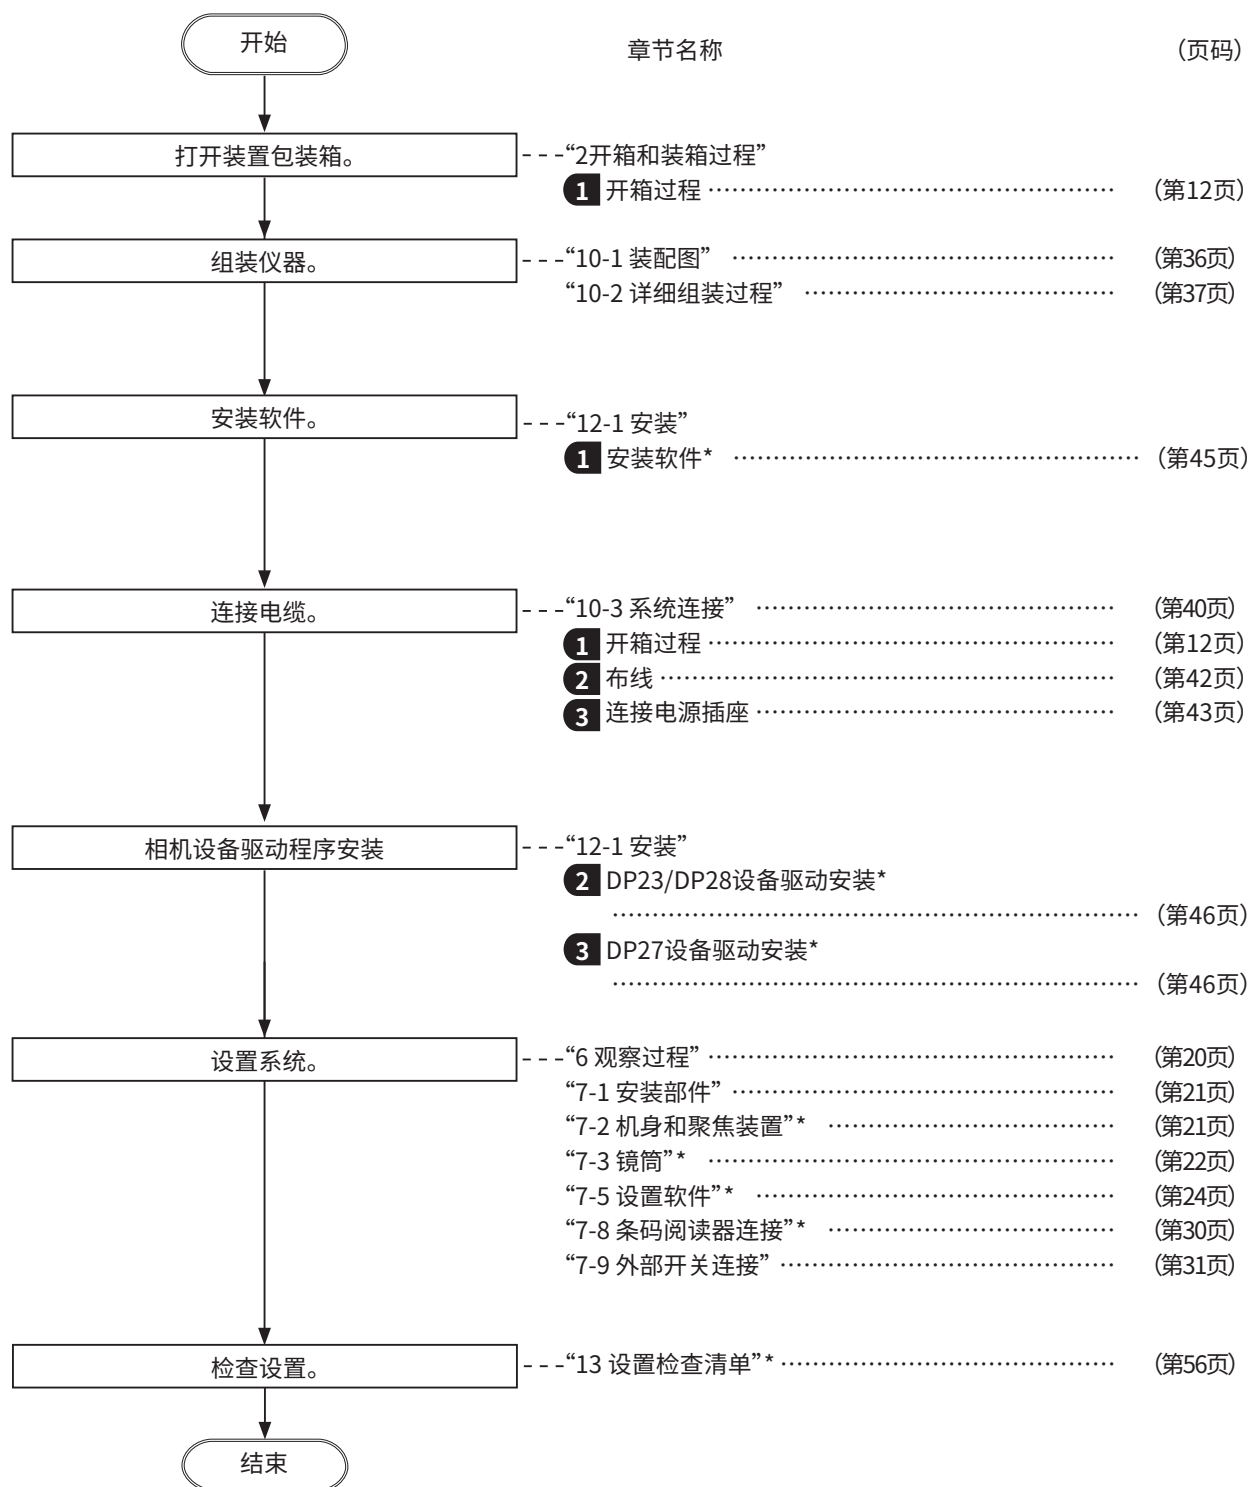 开始
章节名称 （页码）
打开装置包装箱。 “2开箱和装箱过程”
1 开箱过程 ………………………………………… （第12页）
组装仪器。 “10-1 装配图” ………………………………………… （第36页）
“10-2 详细组装过程” ………………………………… （第37页）
安装软件。 “12-1 安装”
1 安装软件* ………………………………………… （第45页）
连接电缆。 “10-3 系统连接” ……………………………………… （第40页）
1 开箱过程 ………………………………………… （第12页）
2 布线 ……………………………………………… （第42页）
3 连接电源插座 …………………………………… （第43页）
相机设备驱动程序安装 “12-1 安装”
2 DP23/DP28设备驱动安装*
………………………………………………………… （第46页）
3 DP27设备驱动安装*
………………………………………………………… （第46页）
设置系统。 “6 观察过程” ………………………………………… （第20页）
“7-1 安装部件” ………………………………………… （第21页）
“7-2 机身和聚焦装置”* ……………………………… （第21页）
“7-3 镜筒”* …………………………………………… （第22页）
“7-5 设置软件”* ……………………………………… （第24页）
“7-8 条码阅读器连接”* ……………………………… （第30页）
“7-9 外部开关连接” …………………………………… （第31页）
检查设置。 “13 设置检查清单”* …………………………………… （第56页）
结束